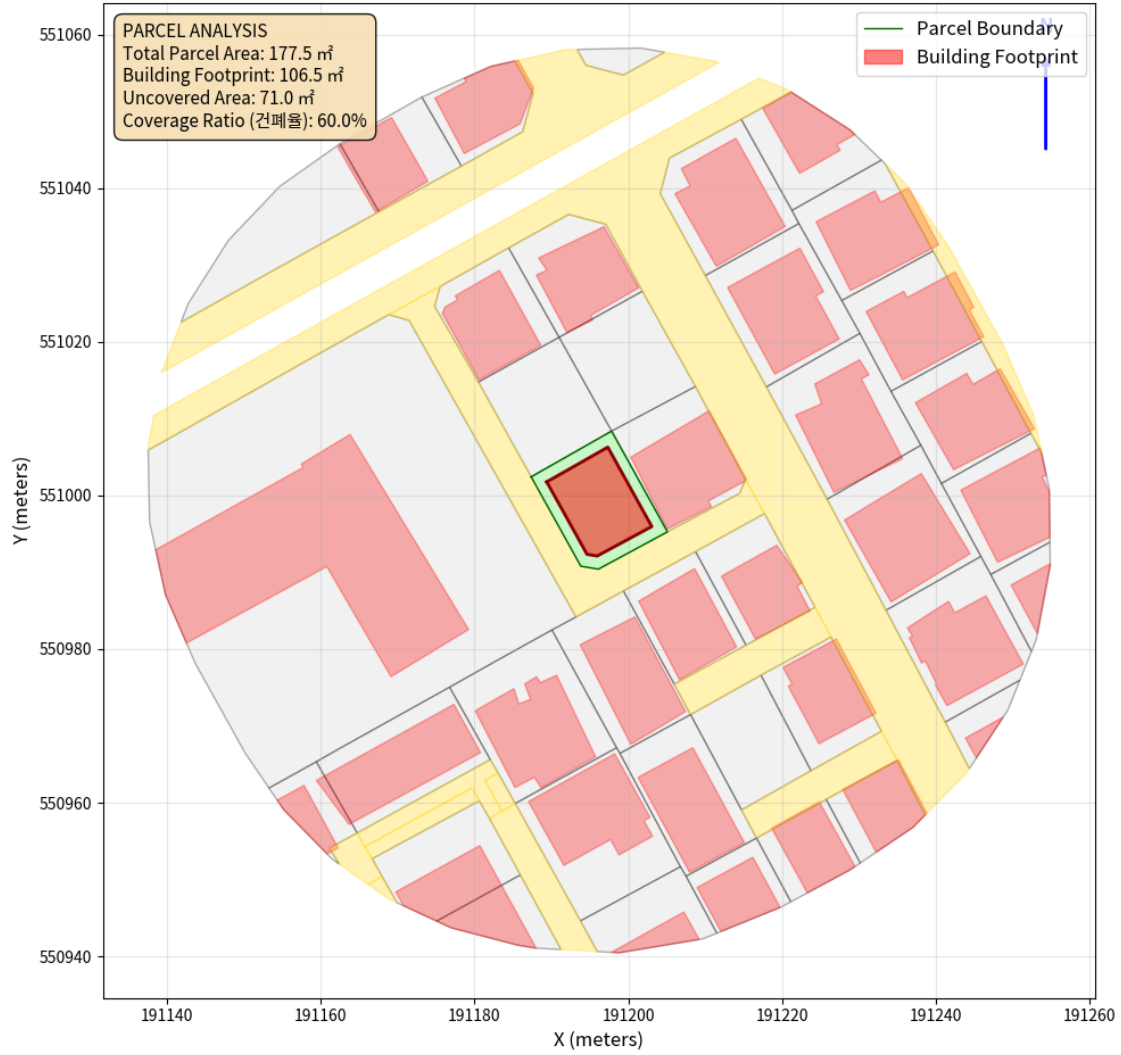 PARCEL ANALYSIS
Total Parcel Area: 177.5 ㎡
Building Footprint: 106.5 ㎡
Uncovered Area: 71.0 ㎡
Coverage Ratio (건폐율): 60.0%
Parcel Boundary
Building Footprint
N
551060
551040
551020
551000
550980
550960
550940
Y (meters)
191140 191160 191180 191200 191220 191240 191260
X (meters)